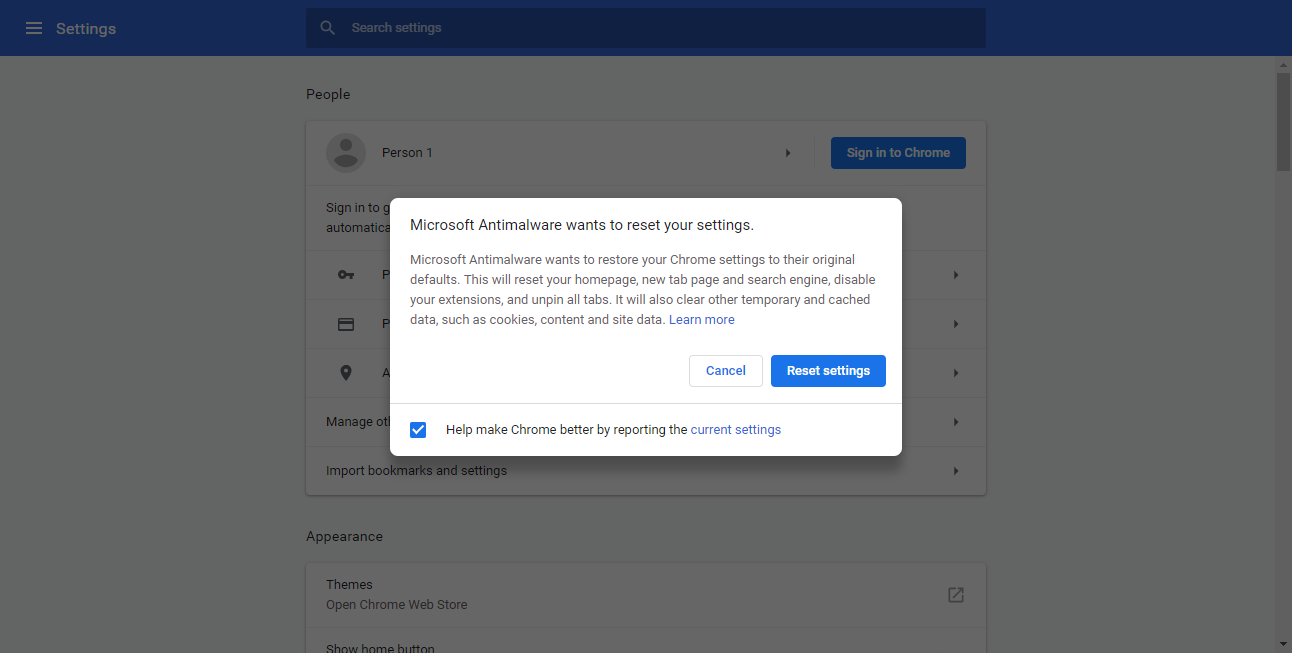 Settings
Search settings
People
Person 1
Sign in to Chrome
Sign in to g
automatica
Microsoft Antimalware wants to reset your settings.
Microsoft Antimalware wants to restore your Chrome settings to their original
defaults. This will reset your homepage, new tab page and search engine, disable
your extensions, and unpin all tabs. It will also clear other temporary and cached
data, such as cookies, content and site data. Learn more
P
P
A
Cancel
Reset settings
Manage oth
Help make Chrome better by reporting the current settings
Import bookmarks and settings
Appearance
Themes
Open Chrome Web Store
Show home button